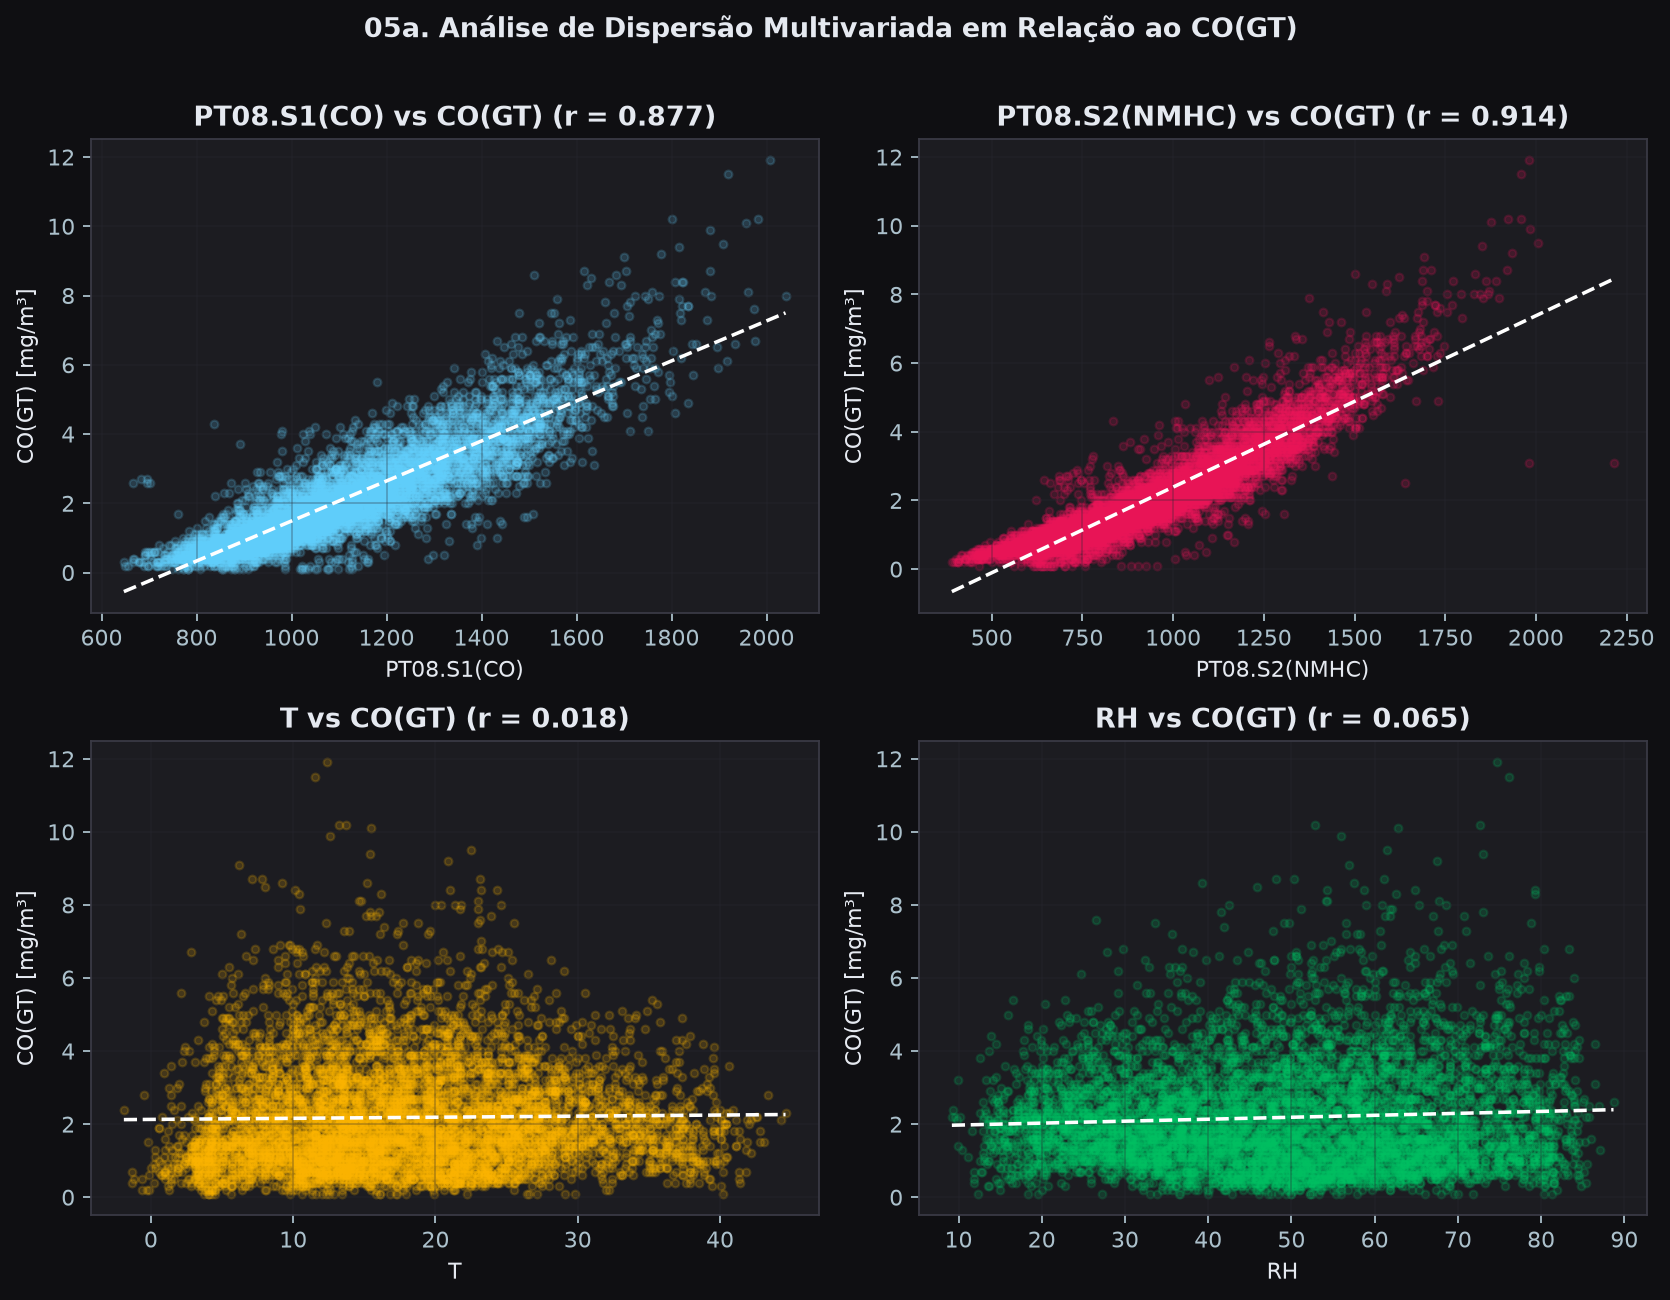 05a. Análise de Dispersão Multivariada em Relação ao CO(GT)
PT08.S1(CO) vs CO(GT) (r = 0.877)
CO(GT) [mg/m³]
12
10
8
6
4
2
0
600 800 1000 1200 1400 1600 1800 2000
PT08.S1(CO)
PT08.S2(NMHC) vs CO(GT) (r = 0.914)
CO(GT) [mg/m³]
12
10
8
6
4
2
0
500 750 1000 1250 1500 1750 2000 2250
PT08.S2(NMHC)
T vs CO(GT) (r = 0.018)
CO(GT) [mg/m³]
12
10
8
6
4
2
0
0 10 20 30 40
T
RH vs CO(GT) (r = 0.065)
CO(GT) [mg/m³]
12
10
8
6
4
2
0
10 20 30 40 50 60 70 80 90
RH